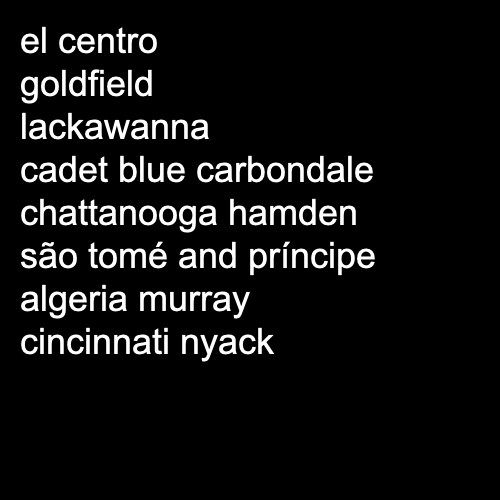 el centro
goldfield
lackawanna
cadet blue carbondale
chattanooga hamden
são tomé and príncipe
algeria murray
cincinnati nyack